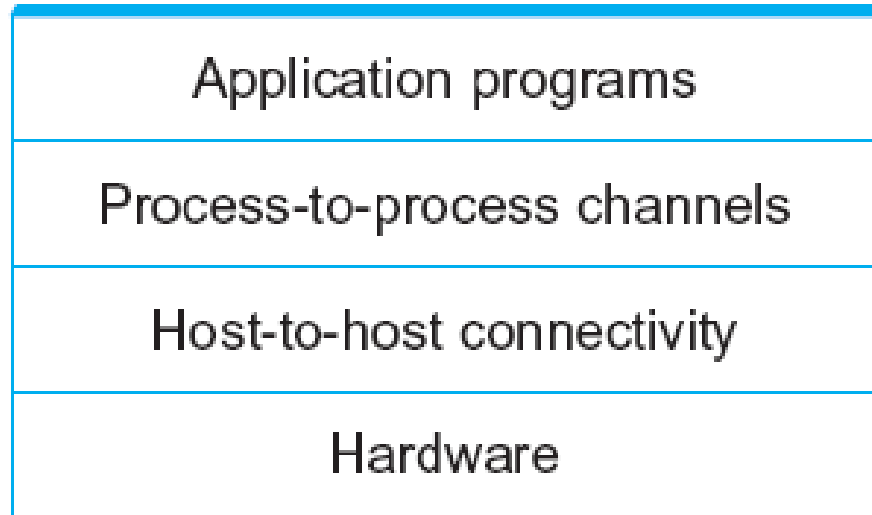 Application programs
Process-to-process channels
Host-to-host connectivity
Hardware